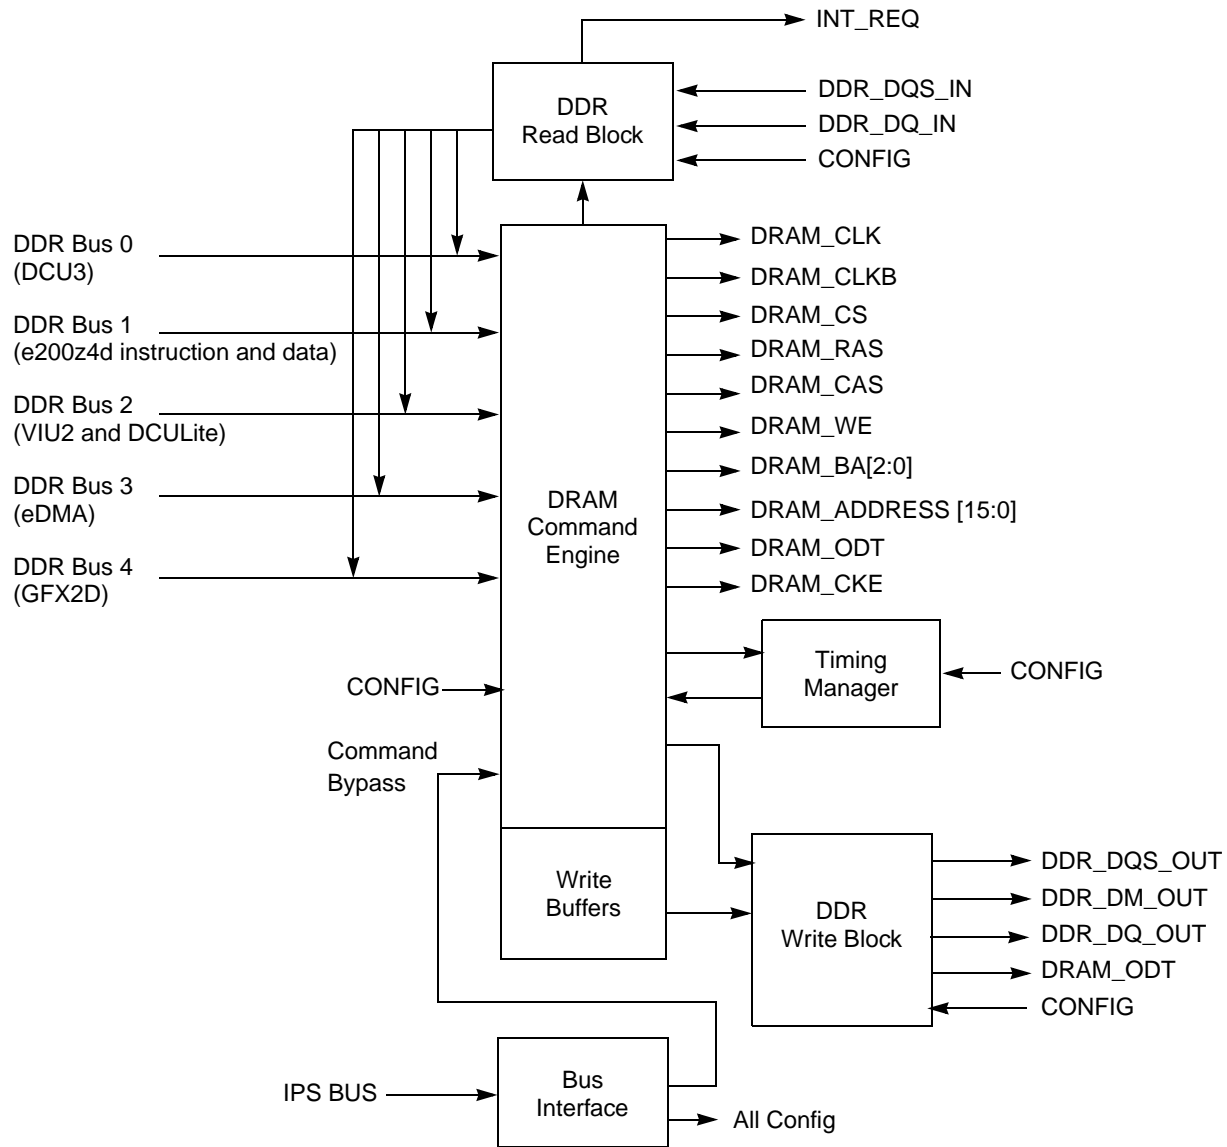 INT_REQ
DDR
Read Block
DDR_DQS_IN
DDR_DQ_IN
CONFIG
DDR Bus 0
(DCU3)
DDR Bus 1
(e200z4d instruction and data)
DDR Bus 2
(VIU2 and DCULite)
DDR Bus 3
(eDMA)
DDR Bus 4
(GFX2D)
CONFIG
Command
Bypass
DRAM
Command
Engine
Write
Buffers
DRAM_CLK
DRAM_CLKB
DRAM_CS
DRAM_RAS
DRAM_CAS
DRAM_WE
DRAM_BA[2:0]
DRAM_ADDRESS [15:0]
DRAM_ODT
DRAM_CKE
Timing
Manager
CONFIG
DDR
Write Block
DDR_DQS_OUT
DDR_DM_OUT
DDR_DQ_OUT
DRAM_ODT
CONFIG
IPS BUS
Bus
Interface
All Config